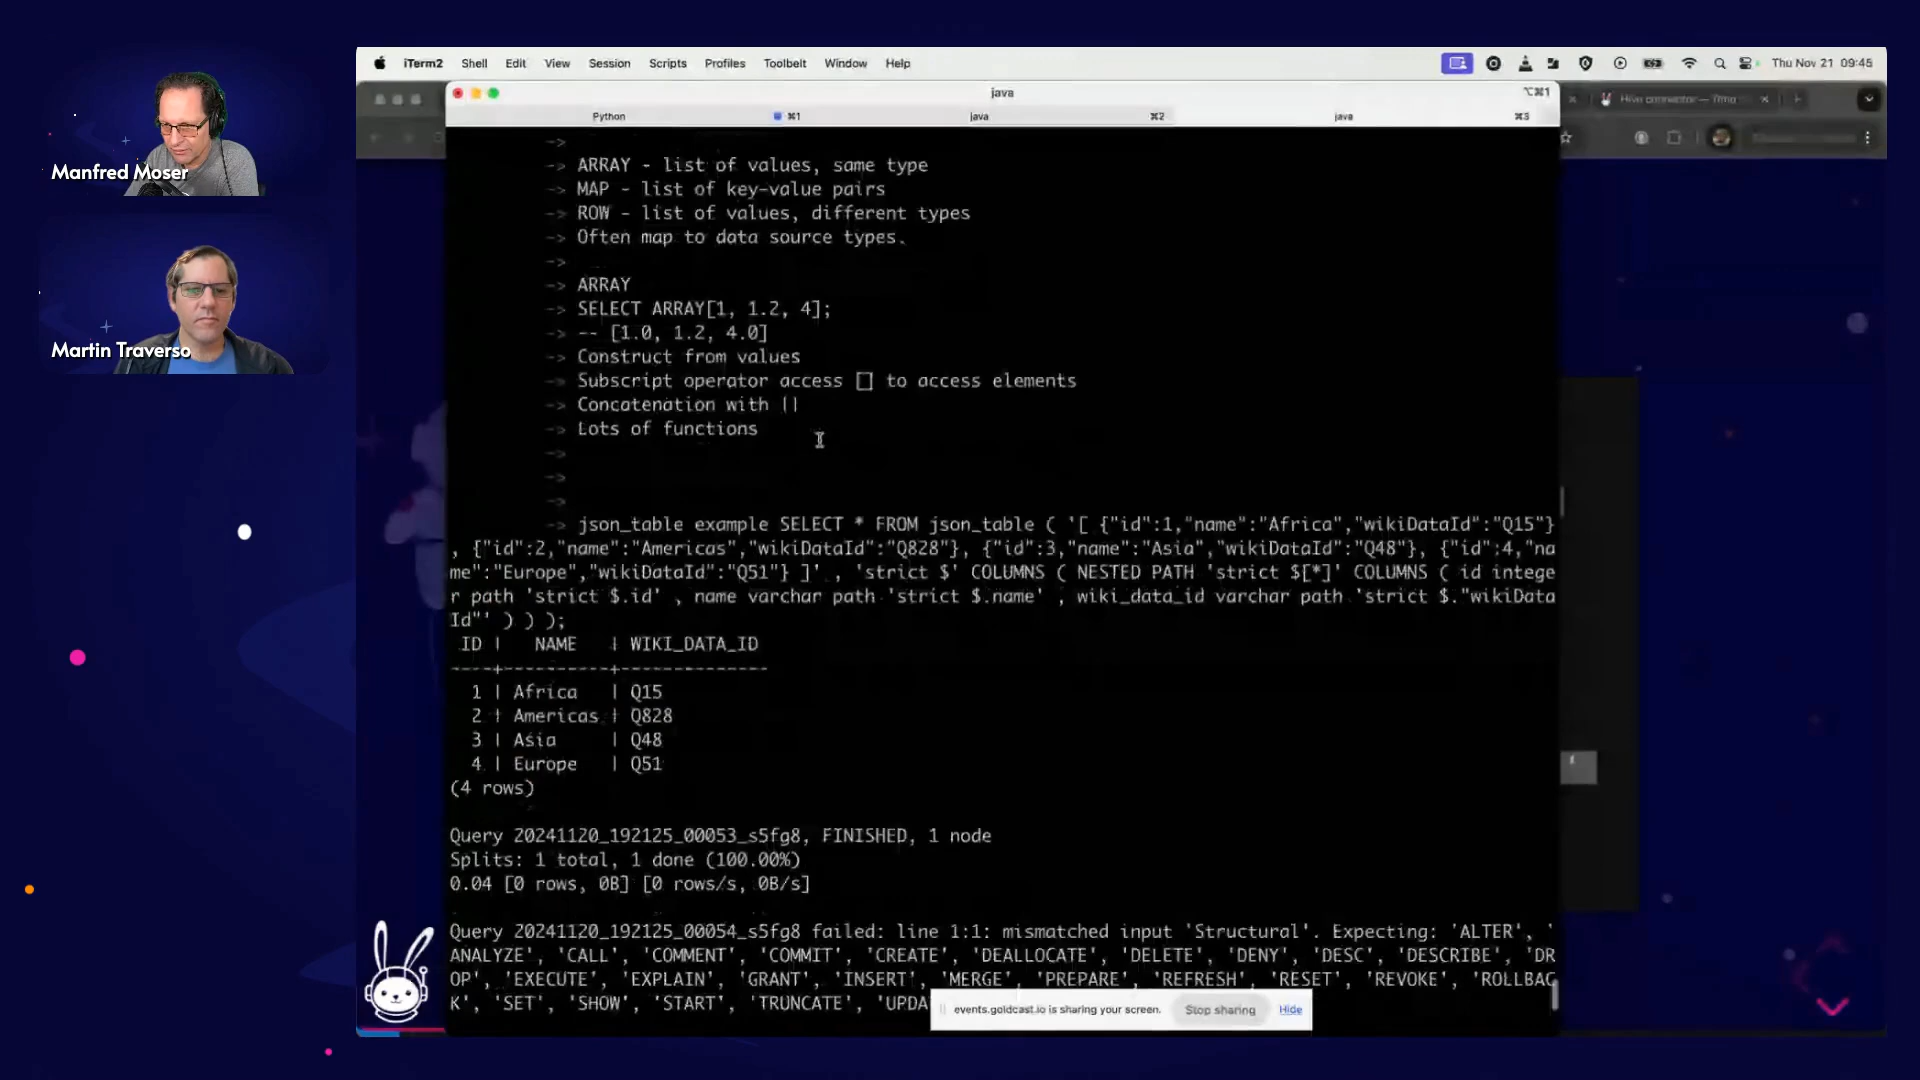 Manfred Moser
Martin Traverso
iTerm2 Shell Edit View Session Scripts Profiles Toolbelt Window Help
Thu Nov 21 09:45
java
⌥⌘1
Python ⌘1 java ⌘2 java ⌘3
Hive connector — Trino
->
-> ARRAY - list of values, same type
-> MAP - list of key-value pairs
-> ROW - list of values, different types
-> Often map to data source types.
->
-> ARRAY
-> SELECT ARRAY[1, 1.2, 4];
-> -- [1.0, 1.2, 4.0]
-> Construct from values
-> Subscript operator access [] to access elements
-> Concatenation with ||
-> Lots of functions
->
->
->
-> json_table example SELECT * FROM json_table ( '[ {"id":1,"name":"Africa","wikiDataId":"Q15"}
, {"id":2,"name":"Americas","wikiDataId":"Q828"}, {"id":3,"name":"Asia","wikiDataId":"Q48"}, {"id":4,"na
me":"Europe","wikiDataId":"Q51"} ]' , 'strict $' COLUMNS ( NESTED PATH 'strict $[*]' COLUMNS ( id intege
r path 'strict $.id' , name varchar path 'strict $.name' , wiki_data_id varchar path 'strict $."wikiData
Id"' ) ) );
ID | NAME | WIKI_DATA_ID
----+----------+--------------
1 | Africa | Q15
2 | Americas | Q828
3 | Asia | Q48
4 | Europe | Q51
(4 rows)
Query 20241120_192125_00053_s5fg8, FINISHED, 1 node
Splits: 1 total, 1 done (100.00%)
0.04 [0 rows, 0B] [0 rows/s, 0B/s]
Query 20241120_192125_00054_s5fg8 failed: line 1:1: mismatched input 'Structural'. Expecting: 'ALTER', '
ANALYZE', 'CALL', 'COMMENT', 'COMMIT', 'CREATE', 'DEALLOCATE', 'DELETE', 'DENY', 'DESC', 'DESCRIBE', 'DR
OP', 'EXECUTE', 'EXPLAIN', 'GRANT', 'INSERT', 'MERGE', 'PREPARE', 'REFRESH', 'RESET', 'REVOKE', 'ROLLBAC
K', 'SET', 'SHOW', 'START', 'TRUNCATE', 'UPDA
events.goldcast.io is sharing your screen. Stop sharing Hide